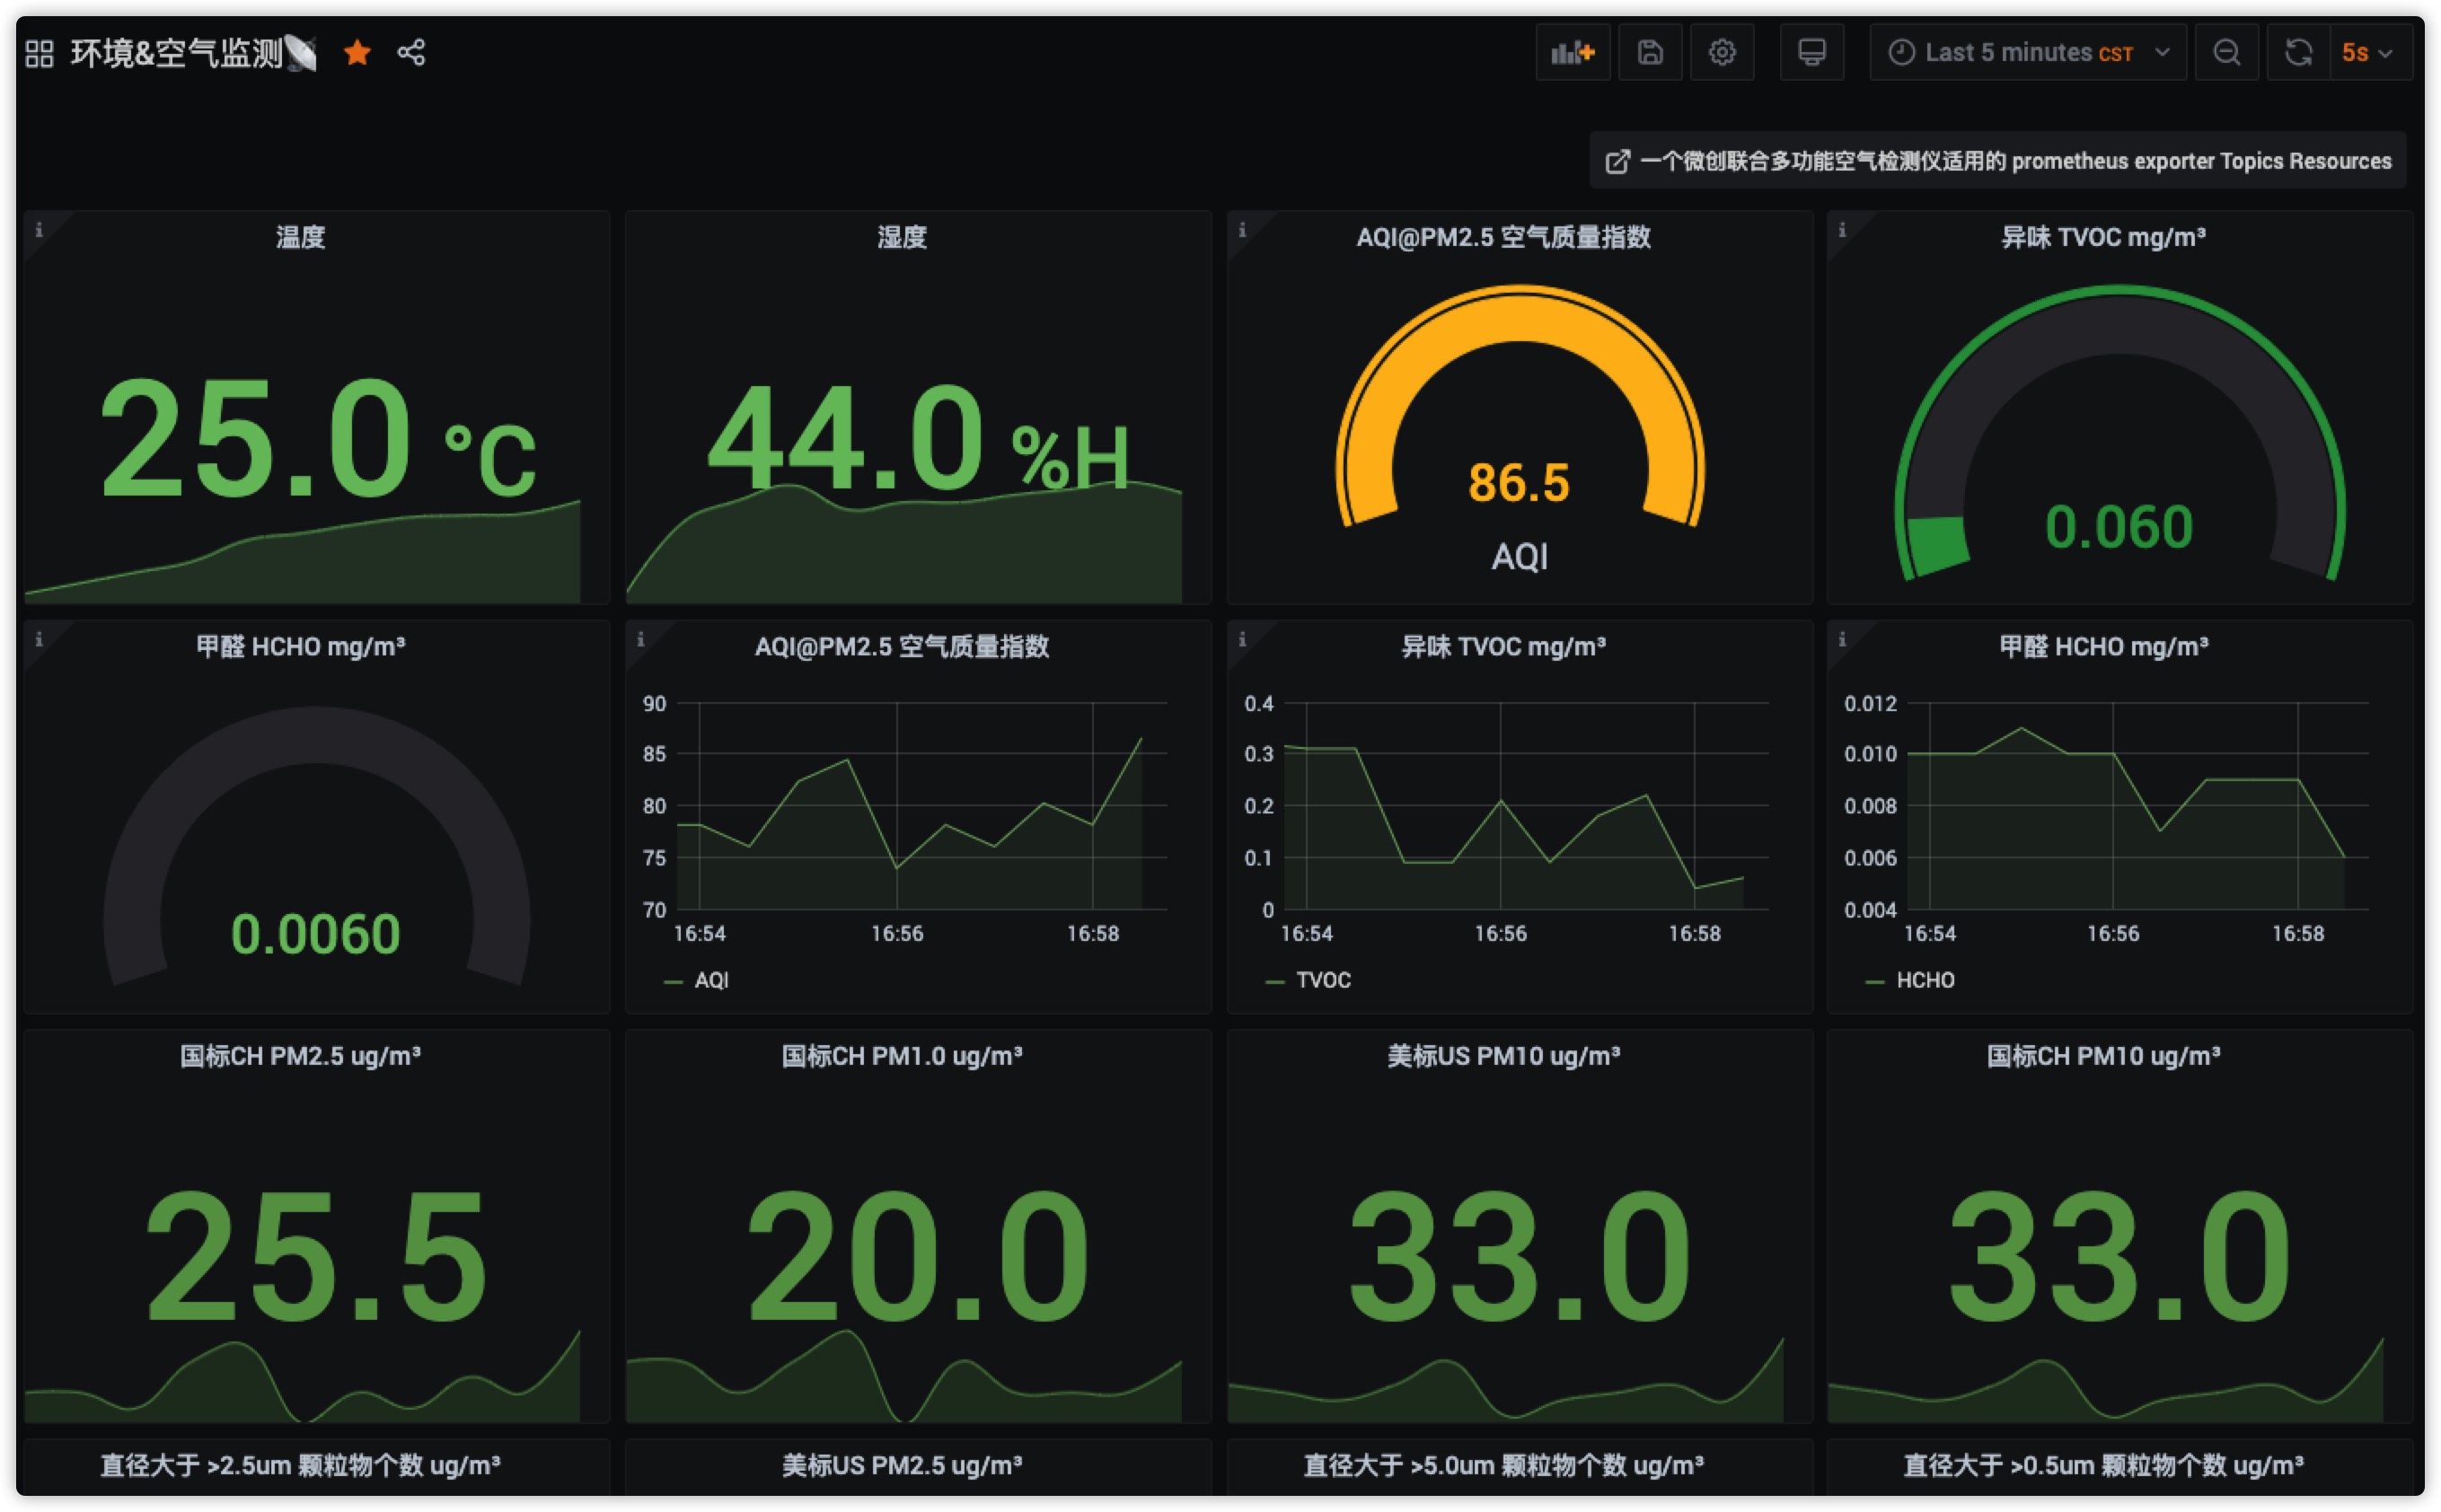 环境&空气监测
Last 5 minutes CST
5s
一个微创联合多功能空气检测仪适用的 prometheus exporter Topics Resources
温度
25.0 °C
湿度
44.0 %H
AQI@PM2.5 空气质量指数
86.5
AQI
异味 TVOC mg/m³
0.060
甲醛 HCHO mg/m³
0.0060
AQI@PM2.5 空气质量指数
90
85
80
75
70
16:54 16:56 16:58
AQI
异味 TVOC mg/m³
0.4
0.3
0.2
0.1
0
16:54 16:56 16:58
TVOC
甲醛 HCHO mg/m³
0.012
0.010
0.008
0.006
0.004
16:54 16:56 16:58
HCHO
国标CH PM2.5 ug/m³
25.5
国标CH PM1.0 ug/m³
20.0
美标US PM10 ug/m³
33.0
国标CH PM10 ug/m³
33.0
直径大于 >2.5um 颗粒物个数 ug/m³
美标US PM2.5 ug/m³
直径大于 >5.0um 颗粒物个数 ug/m³
直径大于 >0.5um 颗粒物个数 ug/m³